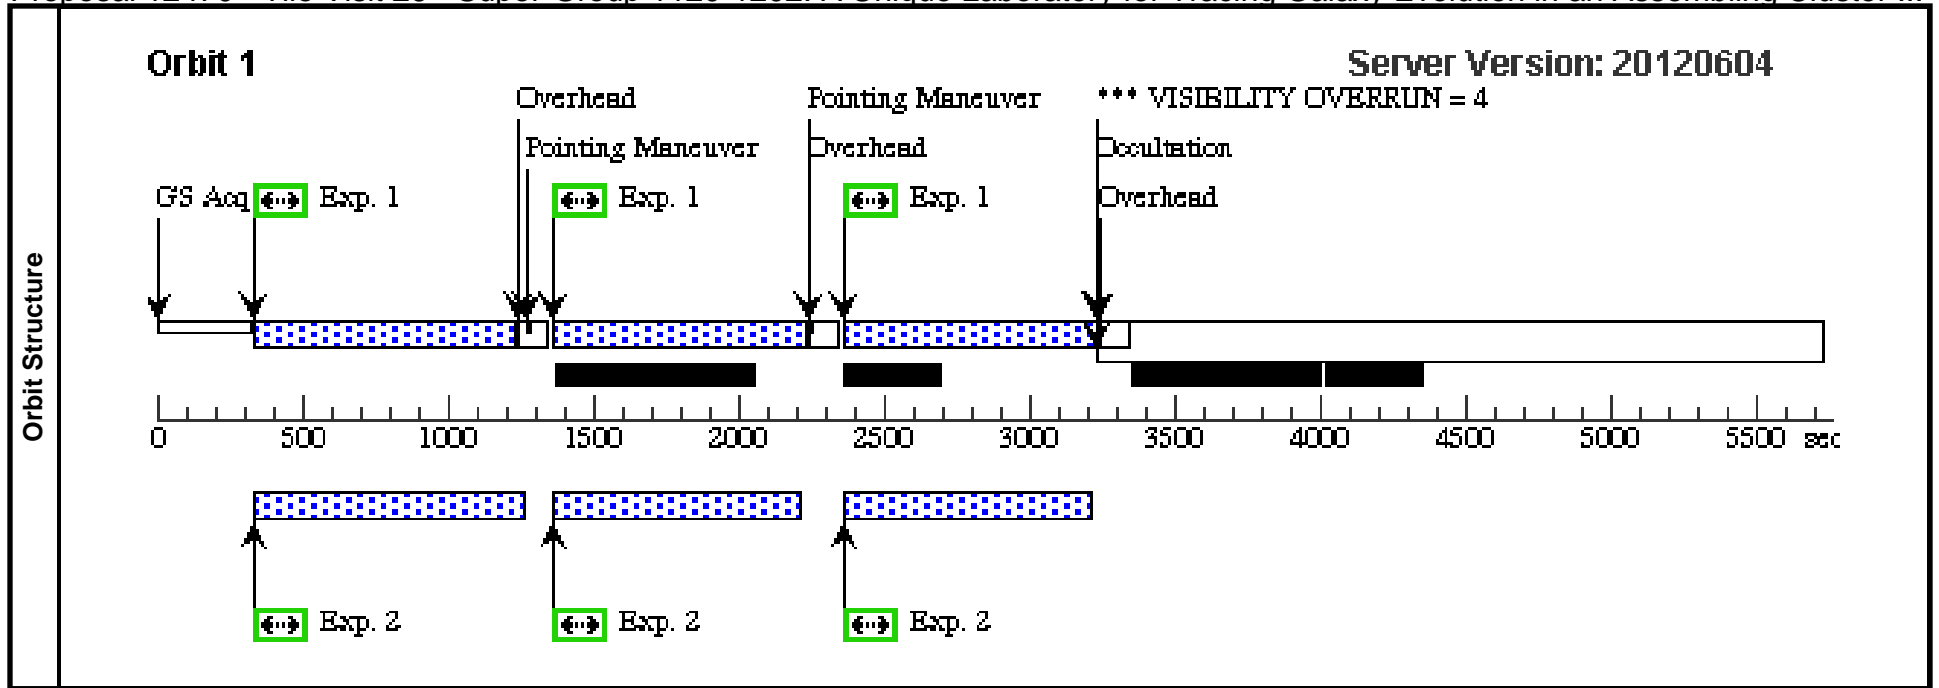 Orbit 1
Server Version: 20120604
Overhead
Pointing Maneuver
*** VISIBILITY OVERRUN = 4
Pointing Maneuver
Overhead
Occultation
GS Acq
Exp. 1
Exp. 1
Exp. 1
Overhead
Orbit Structure
0 500 1000 1500 2000 2500 3000 3500 4000 4500 5000 5500 sec
Exp. 2
Exp. 2
Exp. 2